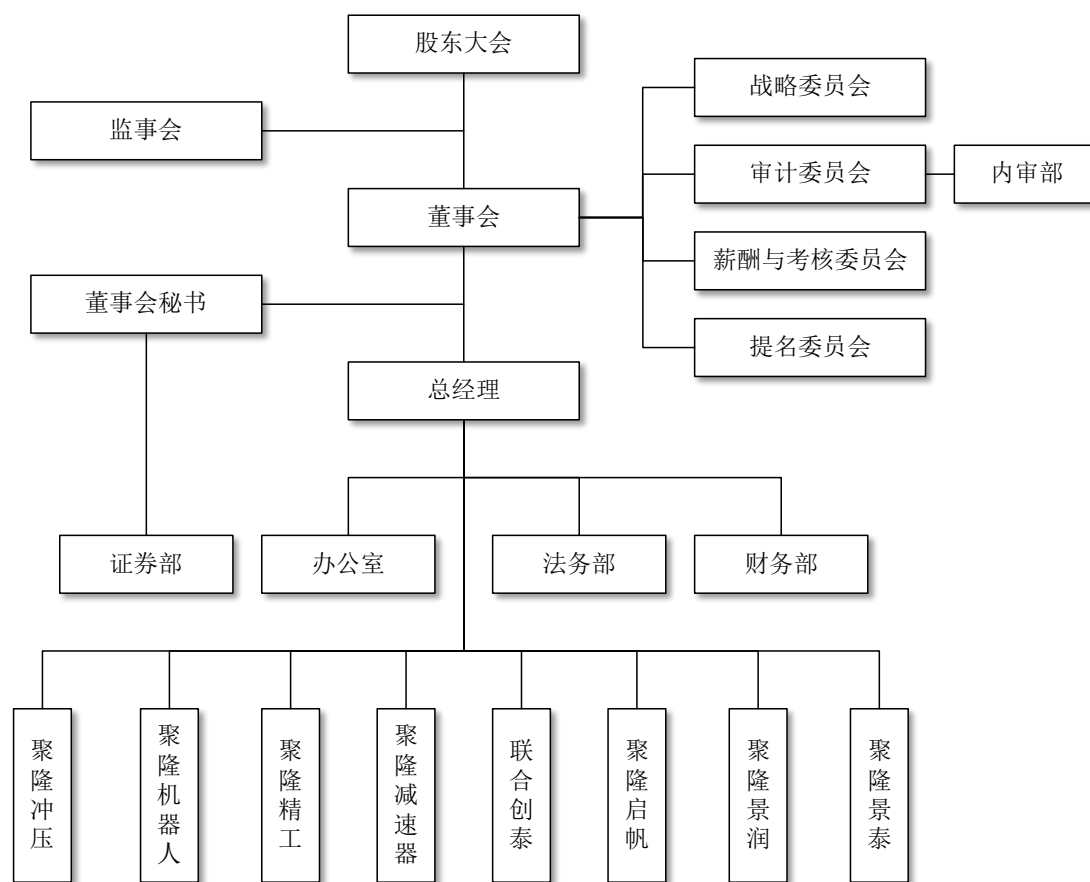 股东大会
战略委员会
监事会
审计委员会
内审部
董事会
薪酬与考核委员会
董事会秘书
提名委员会
总经理
证券部
办公室
法务部
财务部
聚隆冲压
聚隆机器人
聚隆精工
聚隆减速器
联合创泰
聚隆启帆
聚隆景润
聚隆景泰